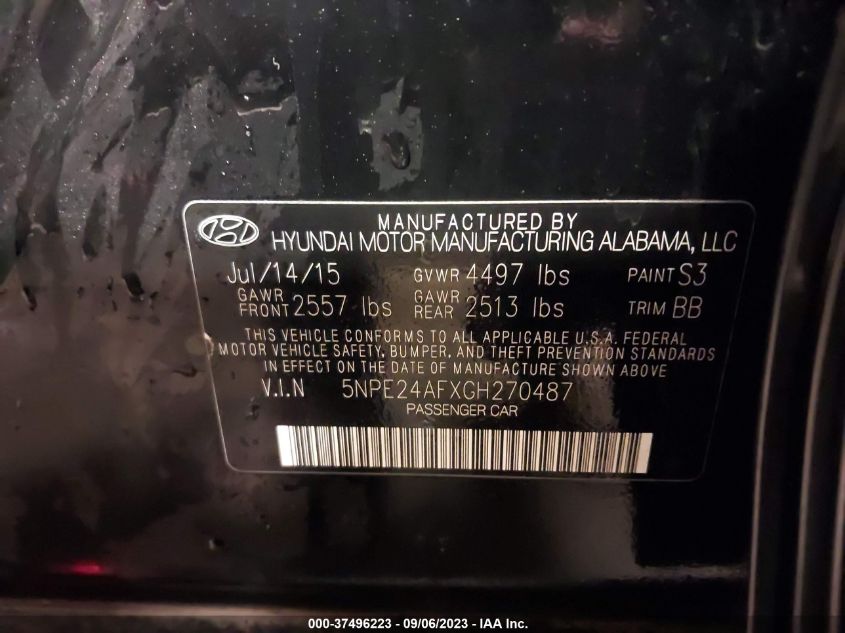 MANUFACTURED BY
HYUNDAI MOTOR MANUFACTURING ALABAMA, LLC
Jul/14/15 GVWR 4497 lbs PAINT S3
GAWR FRONT 2557 lbs GAWR REAR 2513 lbs TRIM BB
THIS VEHICLE CONFORMS TO ALL APPLICABLE U.S.A. FEDERAL
MOTOR VEHICLE SAFETY, BUMPER, AND THEFT PREVENTION STANDARDS
IN EFFECT ON THE DATE OF MANUFACTURE SHOWN ABOVE
V.I.N 5NPE24AFXGH270487
PASSENGER CAR
000-37496223 - 09/06/2023 - IAA Inc.